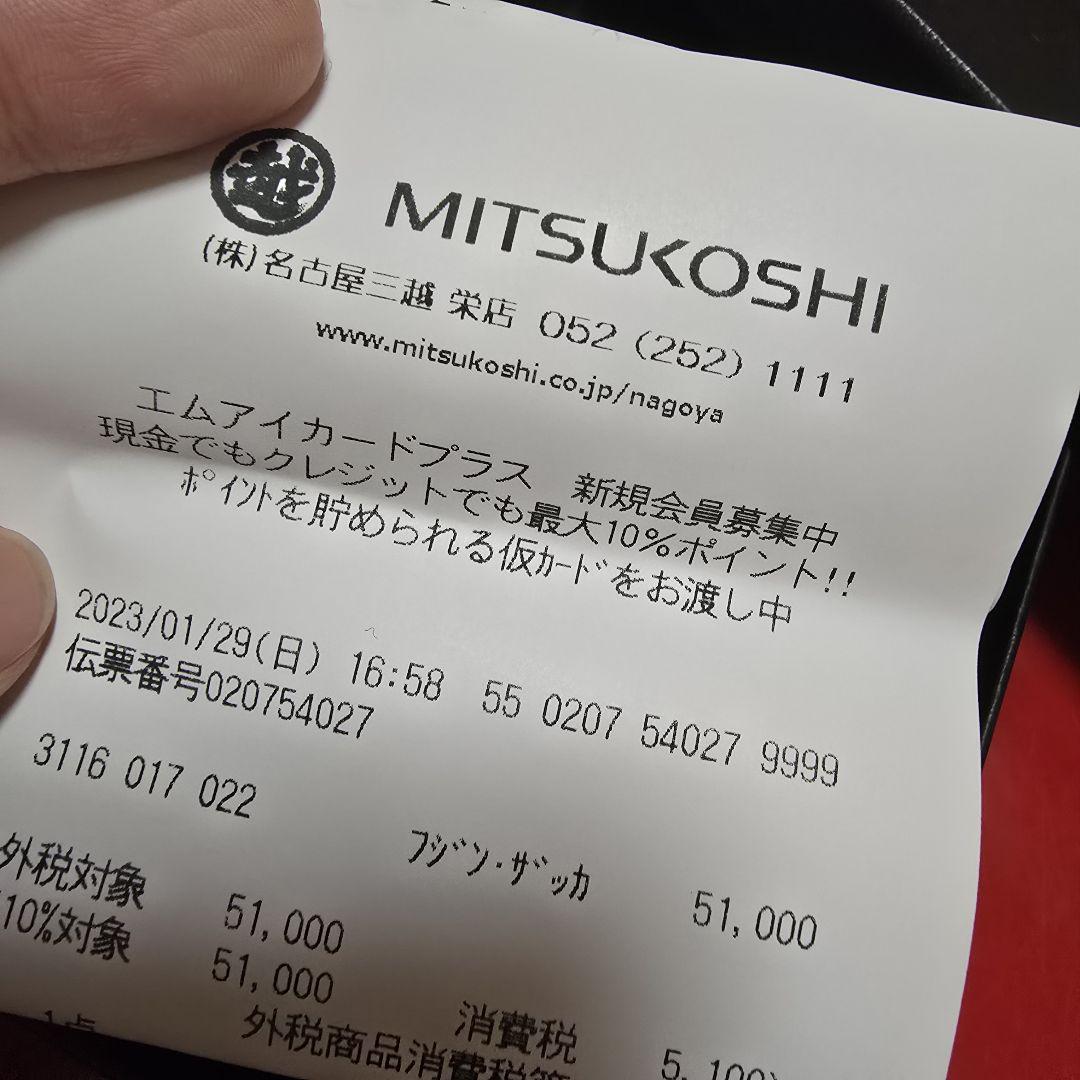 越 MITSUKOSHI
(株)名古屋三越 栄店 052 (252) 1111
www.mitsukoshi.co.jp/nagoya
エムアイカードプラス 新規会員募集中
現金でもクレジットでも最大10%ポイント!!
ﾎﾟｲﾝﾄを貯められる仮ｶｰﾄﾞをお渡し中
2023/01/29(日) 16:58 55 0207 54027 9999
伝票番号020754027
3116 017 022
ﾌｼﾞﾝ･ｻﾞｯｶ 51,000
外税対象 51,000
10%対象 51,000
消費税 5,100
外税商品消費税等
1点